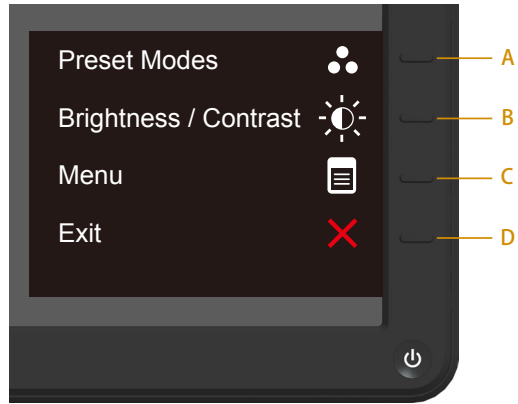 Preset Modes
A
Brightness / Contrast
B
Menu
C
Exit
D